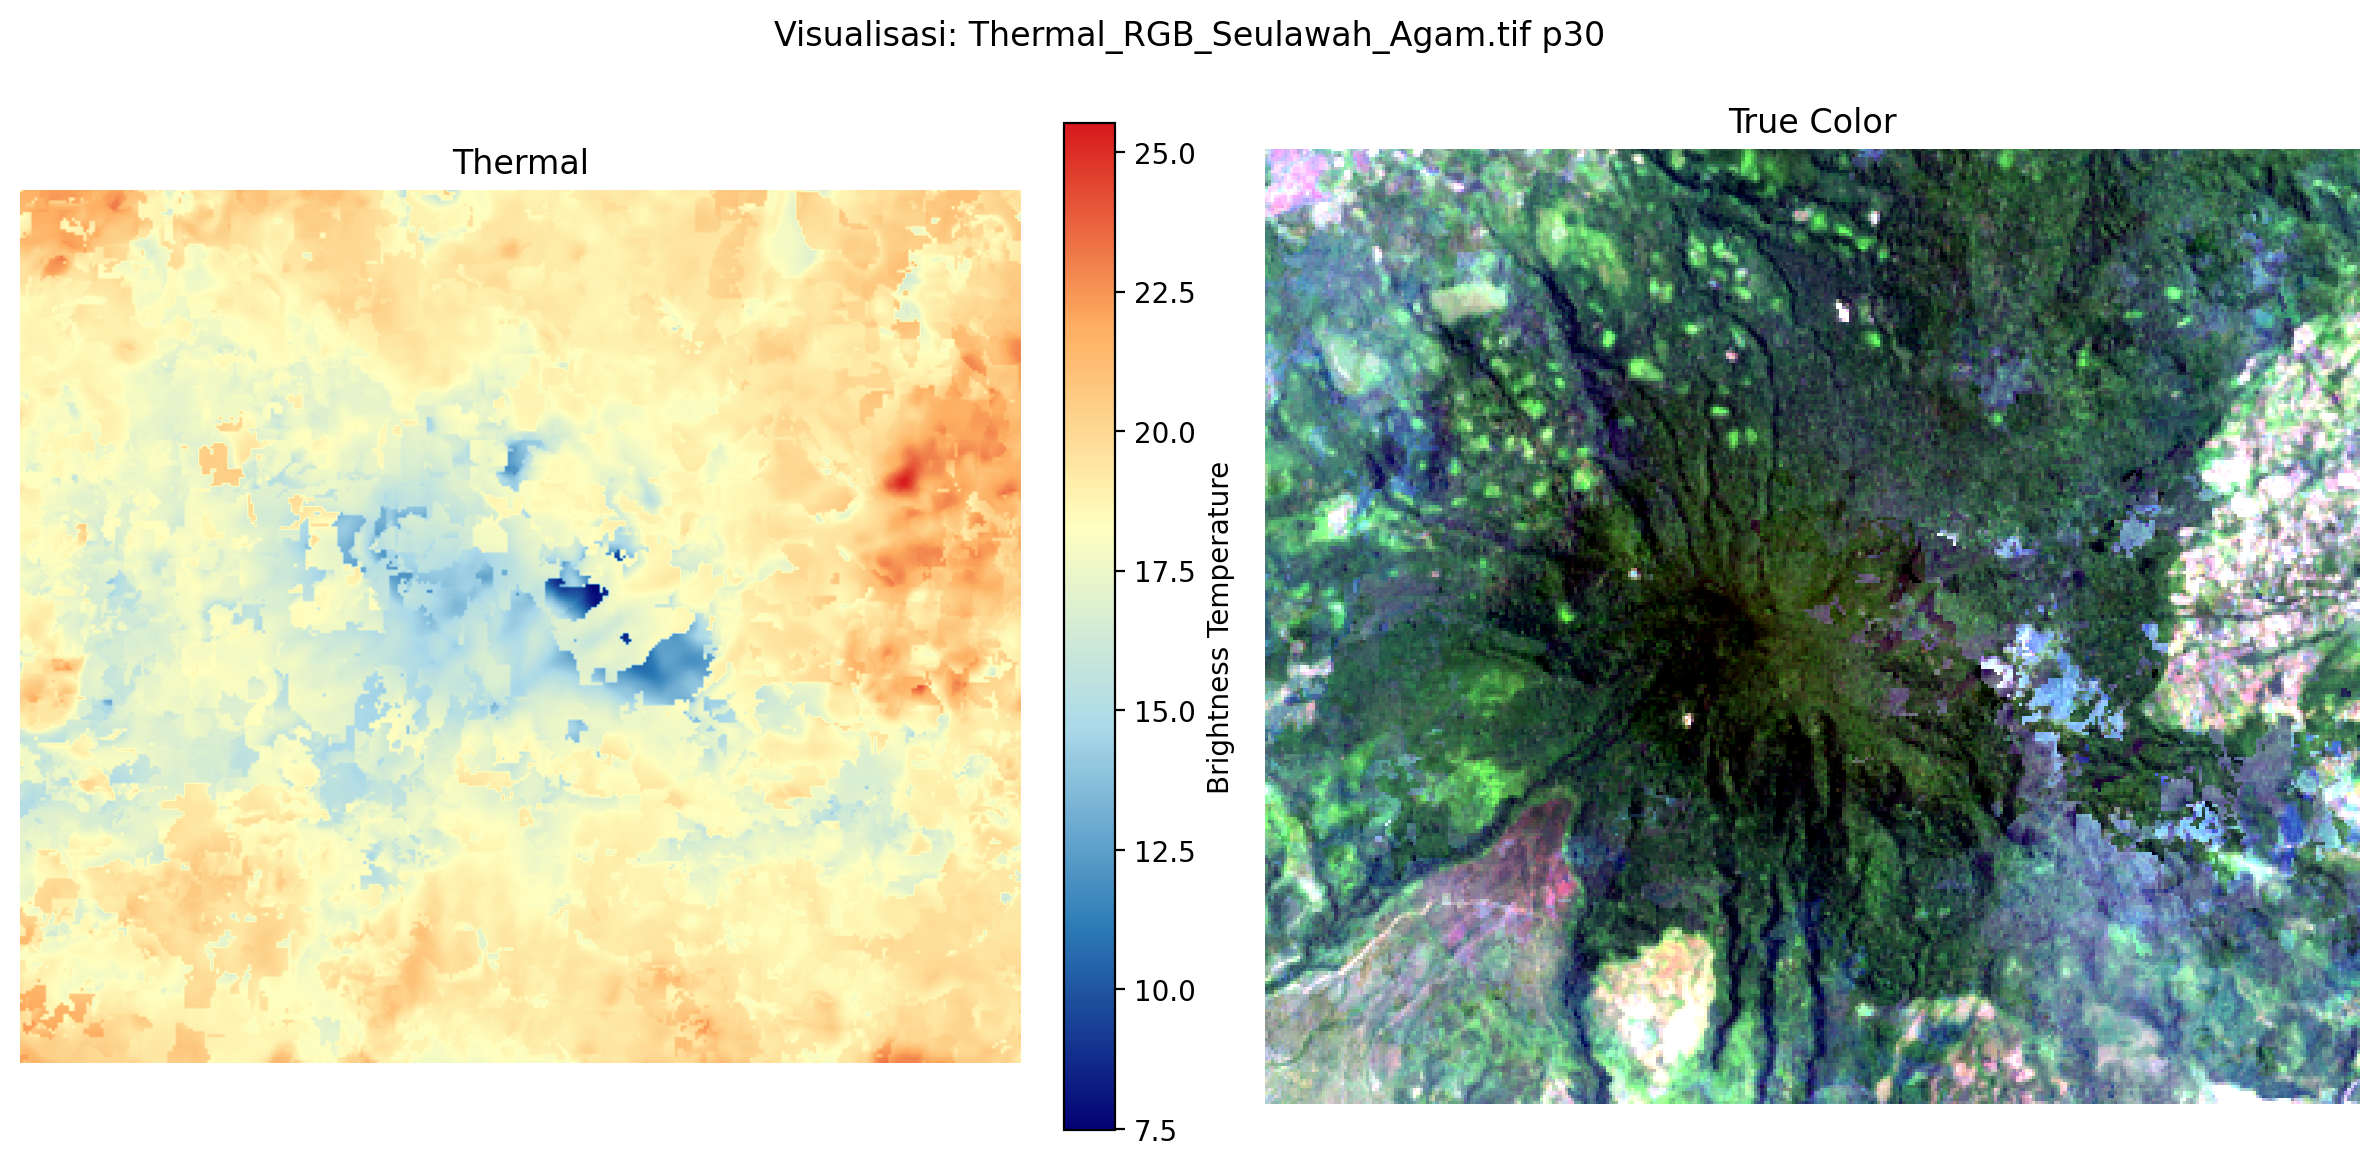 Visualisasi: Thermal_RGB_Seulawah_Agam.tif p30
Thermal
True Color
25.0
22.5
20.0
17.5
15.0
12.5
10.0
7.5
Brightness Temperature